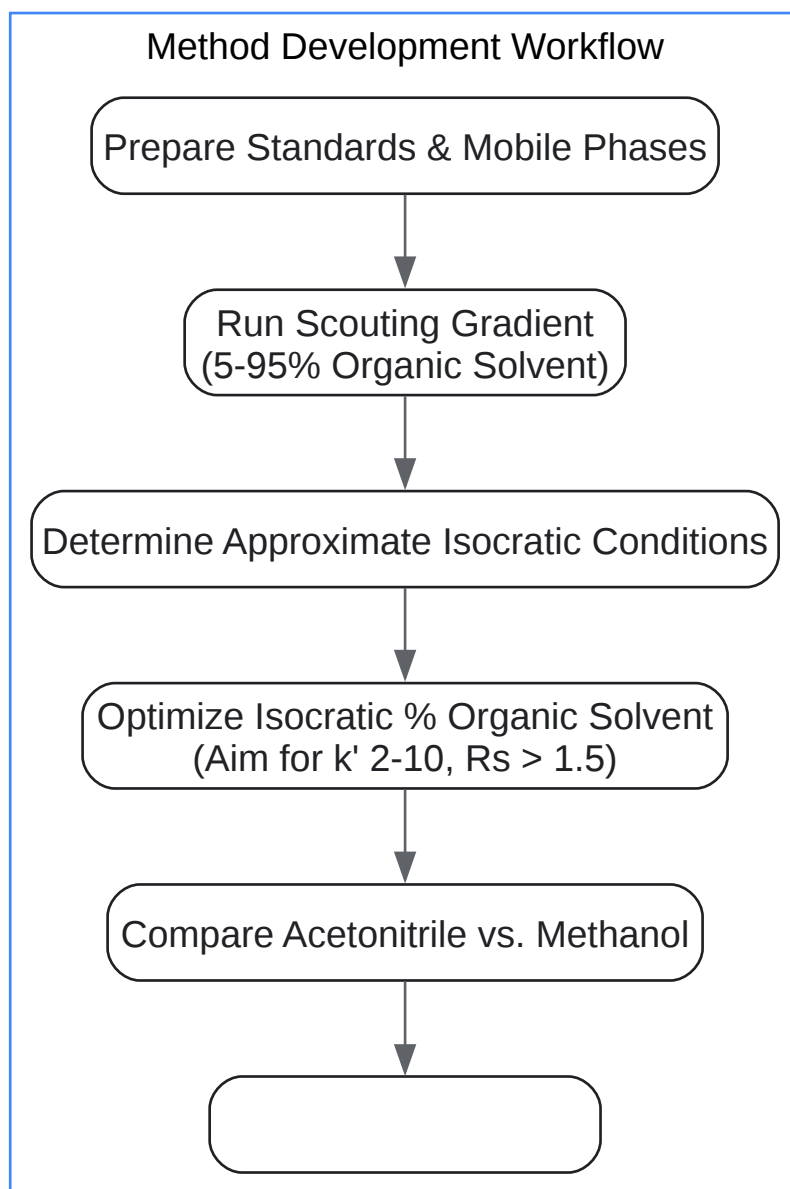 Method Development Workflow
Prepare Standards & Mobile Phases
Run Scouting Gradient
(5-95% Organic Solvent)
Determine Approximate Isocratic Conditions
Optimize Isocratic % Organic Solvent
(Aim for k' 2-10, Rs > 1.5)
Compare Acetonitrile vs. Methanol